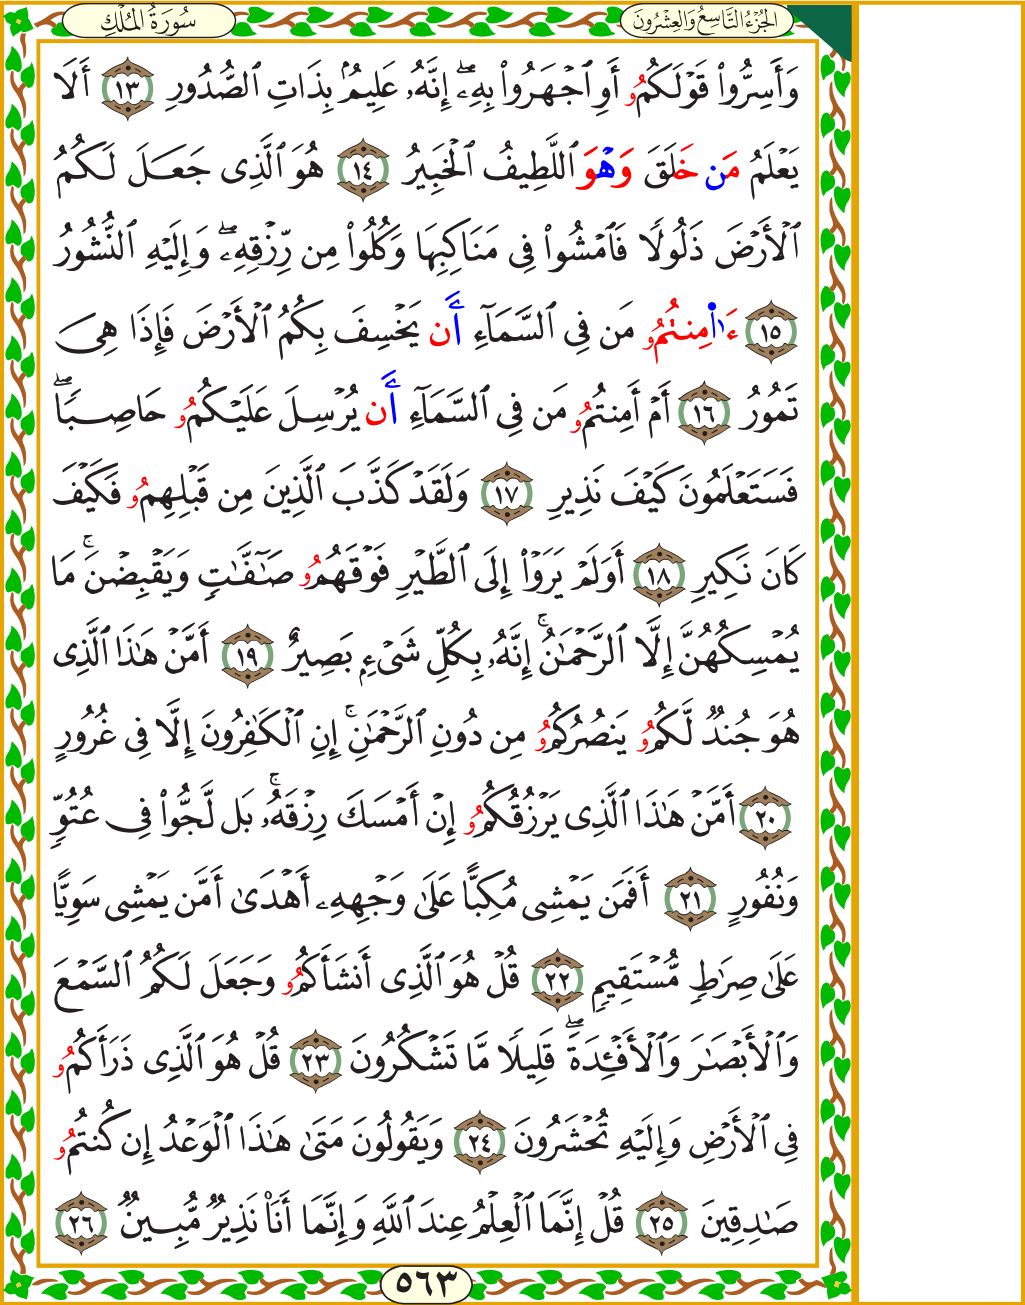 الجُزْءُ التَّاسِعُ وَالعِشْرُونَ
سُورَةُ المُلْكِ
وَأَسِرُّوا۟ قَوْلَكُمُۥ أَوِ ٱجْهَرُوا۟ بِهِۦٓ ۖ إِنَّهُۥ عَلِيمٌۢ بِذَاتِ ٱلصُّدُورِ ١٣ أَلَا
يَعْلَمُ مَن خَلَقَ وَهْوَ ٱللَّطِيفُ ٱلْخَبِيرُ ١٤ هُوَ ٱلَّذِى جَعَلَ لَكُمُ
ٱلْأَرْضَ ذَلُولًا فَٱمْشُوا۟ فِى مَنَاكِبِهَا وَكُلُوا۟ مِن رِّزْقِهِۦ ۖ وَإِلَيْهِ ٱلنُّشُورُ
١٥ ءَا۬مِنتُمُۥ مَن فِى ٱلسَّمَآءِ أَن يَخْسِفَ بِكُمُ ٱلْأَرْضَ فَإِذَا هِىَ
تَمُورُ ١٦ أَمْ أَمِنتُمُۥ مَن فِى ٱلسَّمَآءِ أَن يُرْسِلَ عَلَيْكُمُۥ حَاصِبًا ۖ
فَسَتَعْلَمُونَ كَيْفَ نَذِيرِ ١٧ وَلَقَدْ كَذَّبَ ٱلَّذِينَ مِن قَبْلِهِمُۥ فَكَيْفَ
كَانَ نَكِيرِ ١٨ أَوَلَمْ يَرَوْا۟ إِلَى ٱلطَّيْرِ فَوْقَهُمُۥ صَٰٓفَّٰتٍ وَيَقْبِضْنَ ۚ مَا
يُمْسِكُهُنَّ إِلَّا ٱلرَّحْمَٰنُ ۚ إِنَّهُۥ بِكُلِّ شَىْءٍۭ بَصِيرٌ ١٩ أَمَّنْ هَٰذَا ٱلَّذِى
هُوَ جُندٌ لَّكُمُۥ يَنصُرُكُمُۥ مِن دُونِ ٱلرَّحْمَٰنِ ۚ إِنِ ٱلْكَٰفِرُونَ إِلَّا فِى غُرُورٍ
٢٠ أَمَّنْ هَٰذَا ٱلَّذِى يَرْزُقُكُمُۥ إِنْ أَمْسَكَ رِزْقَهُۥ ۚ بَل لَّجُّوا۟ فِى عُتُوٍّ
وَنُفُورٍ ٢١ أَفَمَن يَمْشِى مُكِبًّا عَلَىٰ وَجْهِهِۦٓ أَهْدَىٰٓ أَمَّن يَمْشِى سَوِيًّا
عَلَىٰ صِرَٰطٍ مُّسْتَقِيمٍ ٢٢ قُلْ هُوَ ٱلَّذِىٓ أَنشَأَكُمُۥ وَجَعَلَ لَكُمُ ٱلسَّمْعَ
وَٱلْأَبْصَٰرَ وَٱلْأَفْـِٔدَةَ ۖ قَلِيلًا مَّا تَشْكُرُونَ ٢٣ قُلْ هُوَ ٱلَّذِى ذَرَأَكُمُۥ
فِى ٱلْأَرْضِ وَإِلَيْهِ تُحْشَرُونَ ٢٤ وَيَقُولُونَ مَتَىٰ هَٰذَا ٱلْوَعْدُ إِن كُنتُمُۥ
صَٰدِقِينَ ٢٥ قُلْ إِنَّمَا ٱلْعِلْمُ عِندَ ٱللَّهِ وَإِنَّمَآ أَنَا۠ نَذِيرٌ مُّبِينٌ ٢٦
٥٦٣